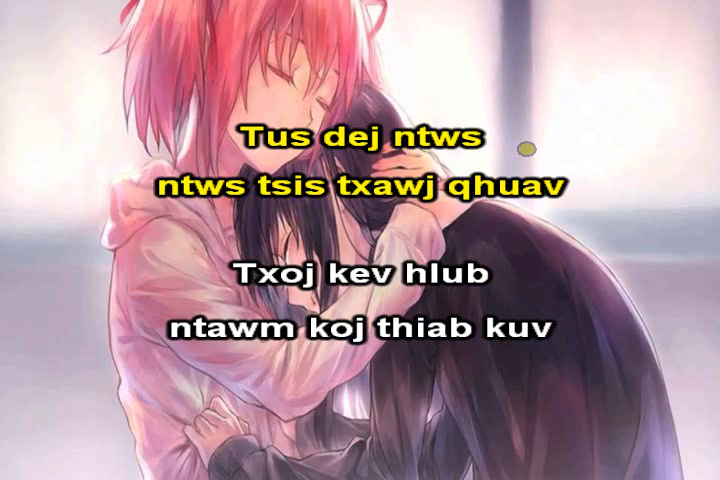 Tus dej ntws
ntws tsis txawj qhuav
Txoj kev hlub
ntawm koj thiab kuv